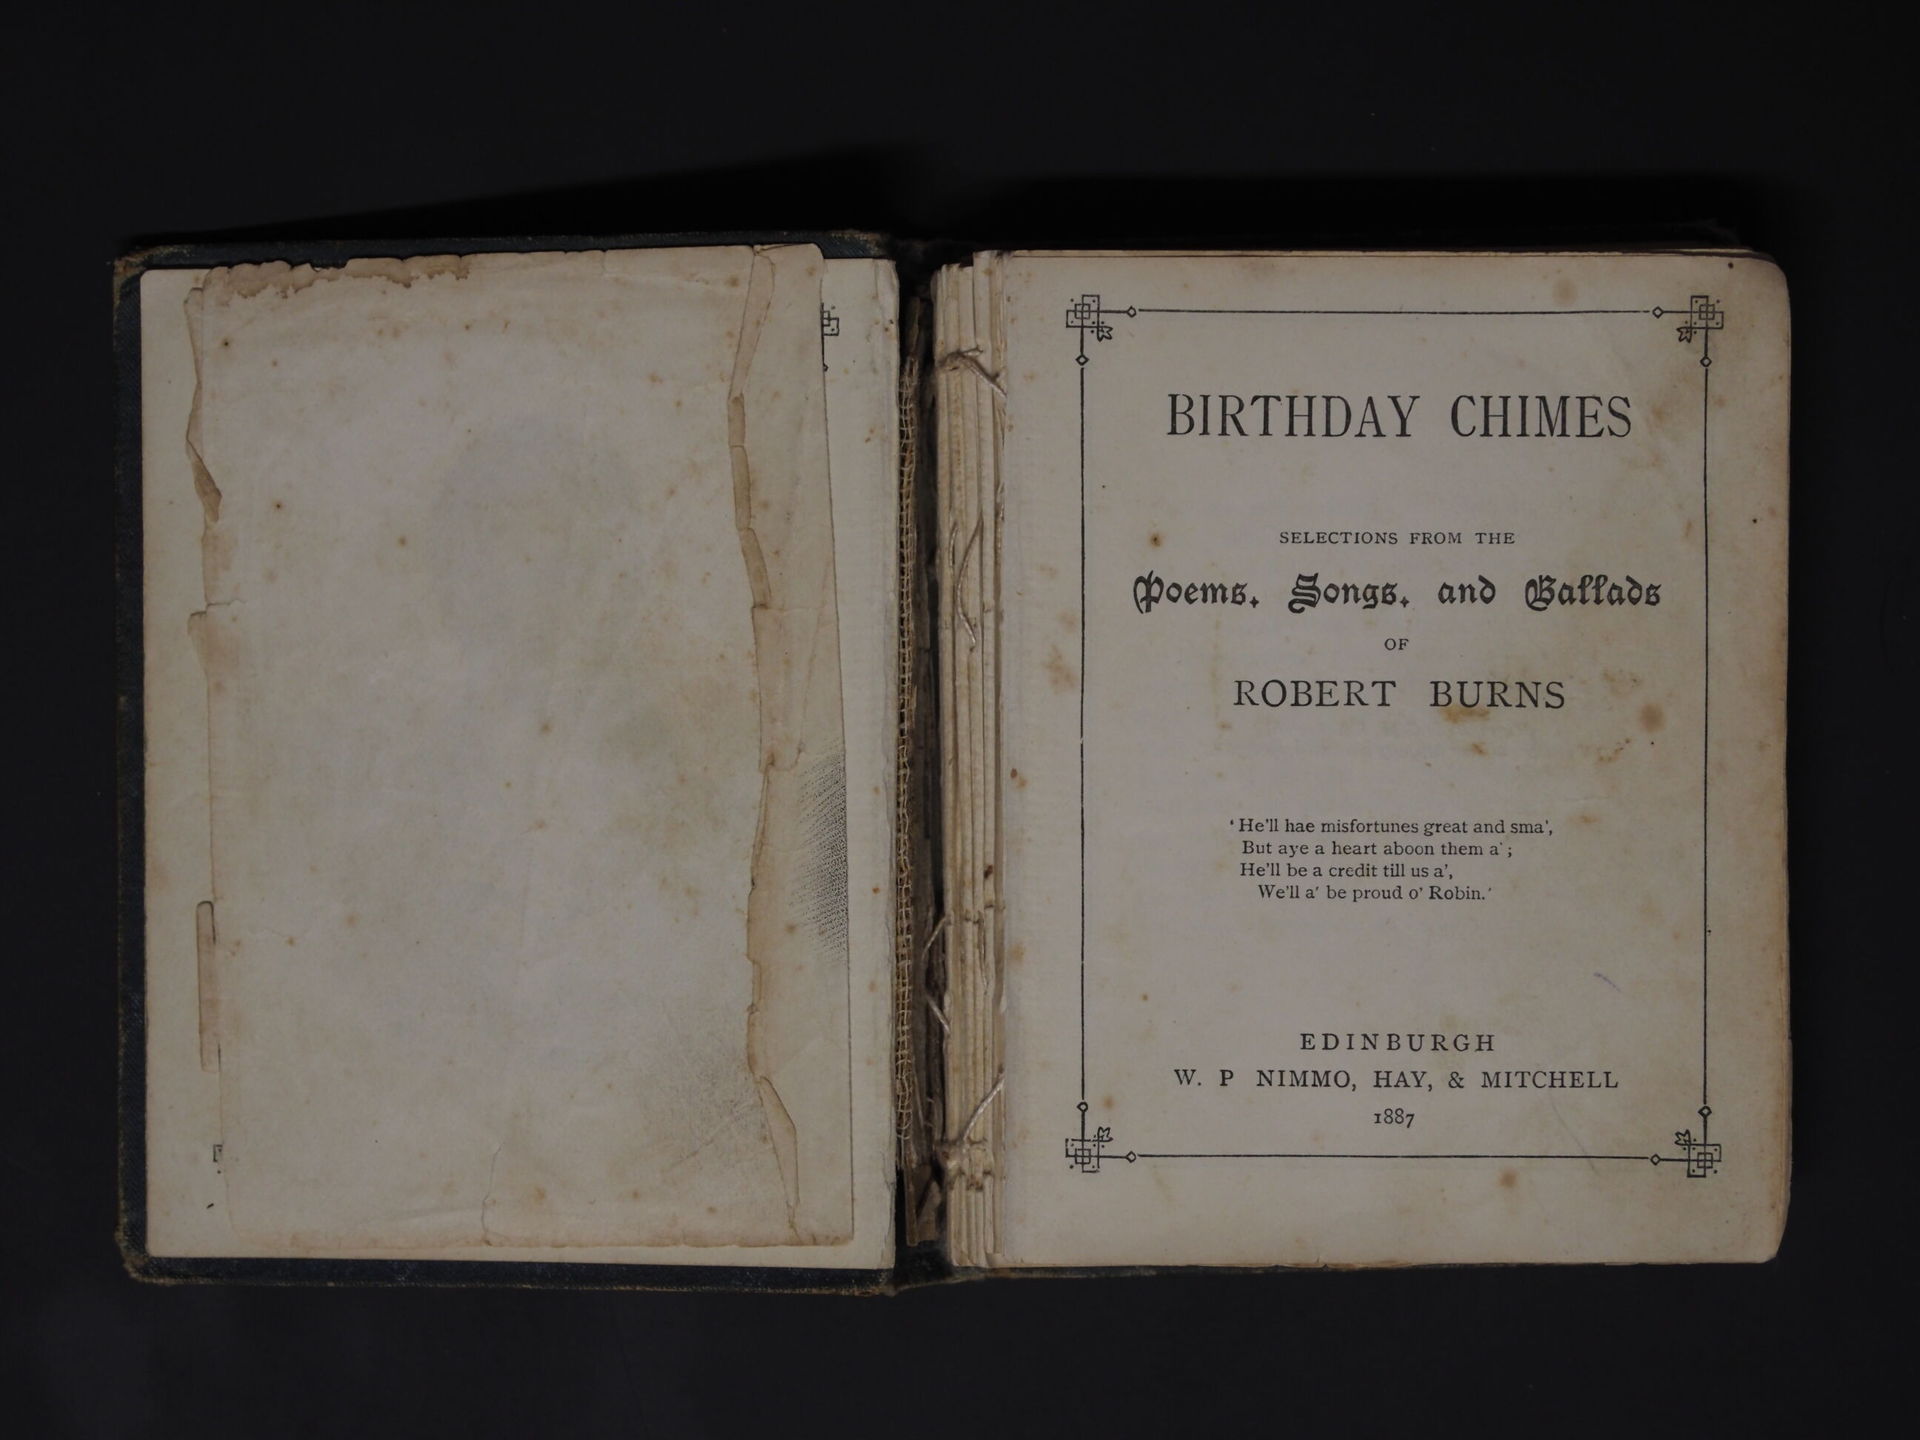 BIRTHDAY CHIMES
SELECTIONS FROM THE
Poems, Songs, and Ballads
OF
ROBERT BURNS
‘He'll hae misfortunes great and sma',
But aye a heart aboon them a';
He'll be a credit till us a',
We'll a' be proud o' Robin.’
EDINBURGH
W. P NIMMO, HAY, & MITCHELL
1887